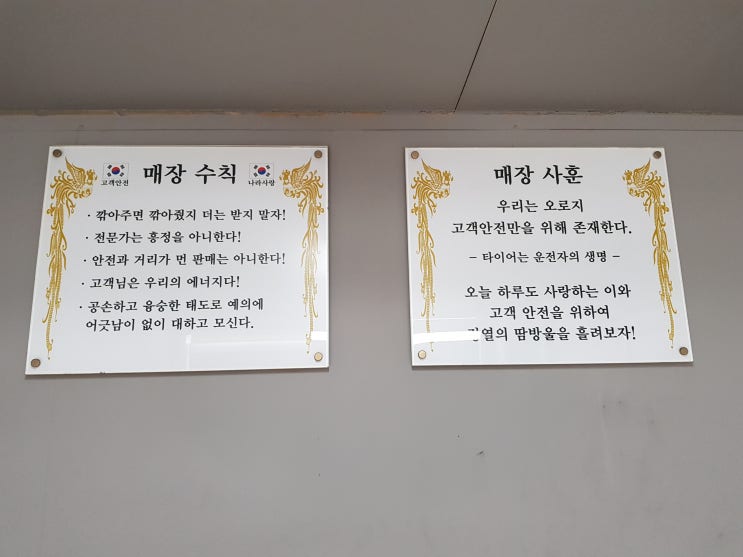 매장 수칙
고객안전
나라사랑
· 깎아주면 깎아줬지 더는 받지 말자!
· 전문가는 흥정을 아니한다!
· 안전과 거리가 먼 판매는 아니한다!
· 고객님은 우리의 에너지다!
· 공손하고 융숭한 태도로 예의에
어긋남이 없이 대하고 모신다.
매장 사훈
우리는 오로지
고객안전만을 위해 존재한다.
- 타이어는 운전자의 생명 -
오늘 하루도 사랑하는 이와
고객 안전을 위하여
땀방울을 흘려보자!